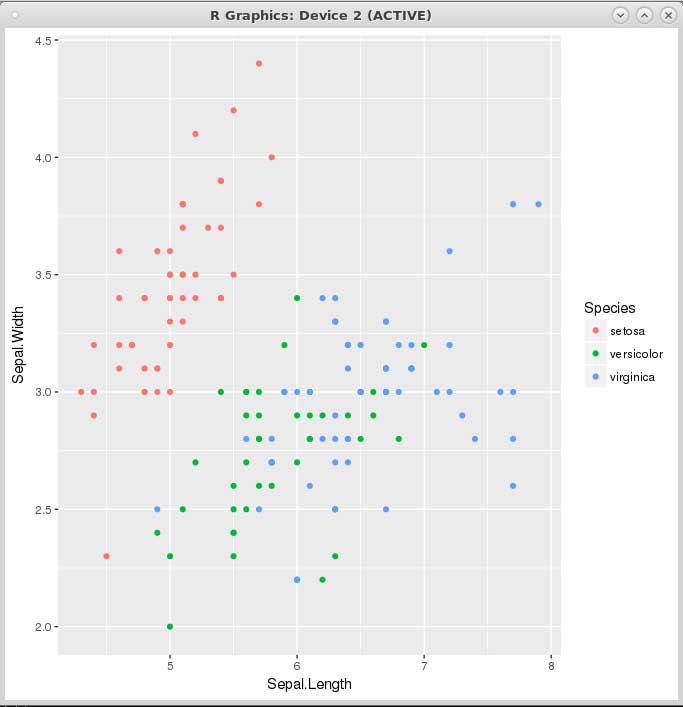 R Graphics: Device 2 (ACTIVE)
4.5
4.0
3.5
3.0
2.5
2.0
Sepal.Width
5
6
7
8
Sepal.Length
Species
setosa
versicolor
virginica